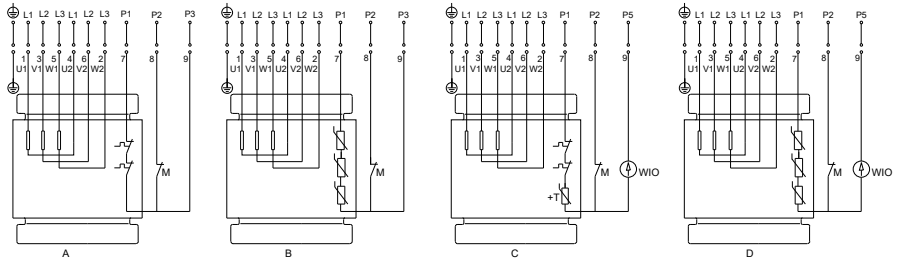 L1 L2 L3 L1 L2 L3 P1 P2 P3
1 3 5 4 6 2 7 8 9
U1 V1 W1 U2 V2 W2
M
A
L1 L2 L3 L1 L2 L3 P1 P2 P3
1 3 5 4 6 2 7 8 9
U1 V1 W1 U2 V2 W2
M
B
L1 L2 L3 L1 L2 L3 P1 P2 P5
1 3 5 4 6 2 7 8 9
U1 V1 W1 U2 V2 W2
M WIO
+T
C
L1 L2 L3 L1 L2 L3 P1 P2 P5
1 3 5 4 6 2 7 8 9
U1 V1 W1 U2 V2 W2
M WIO
D